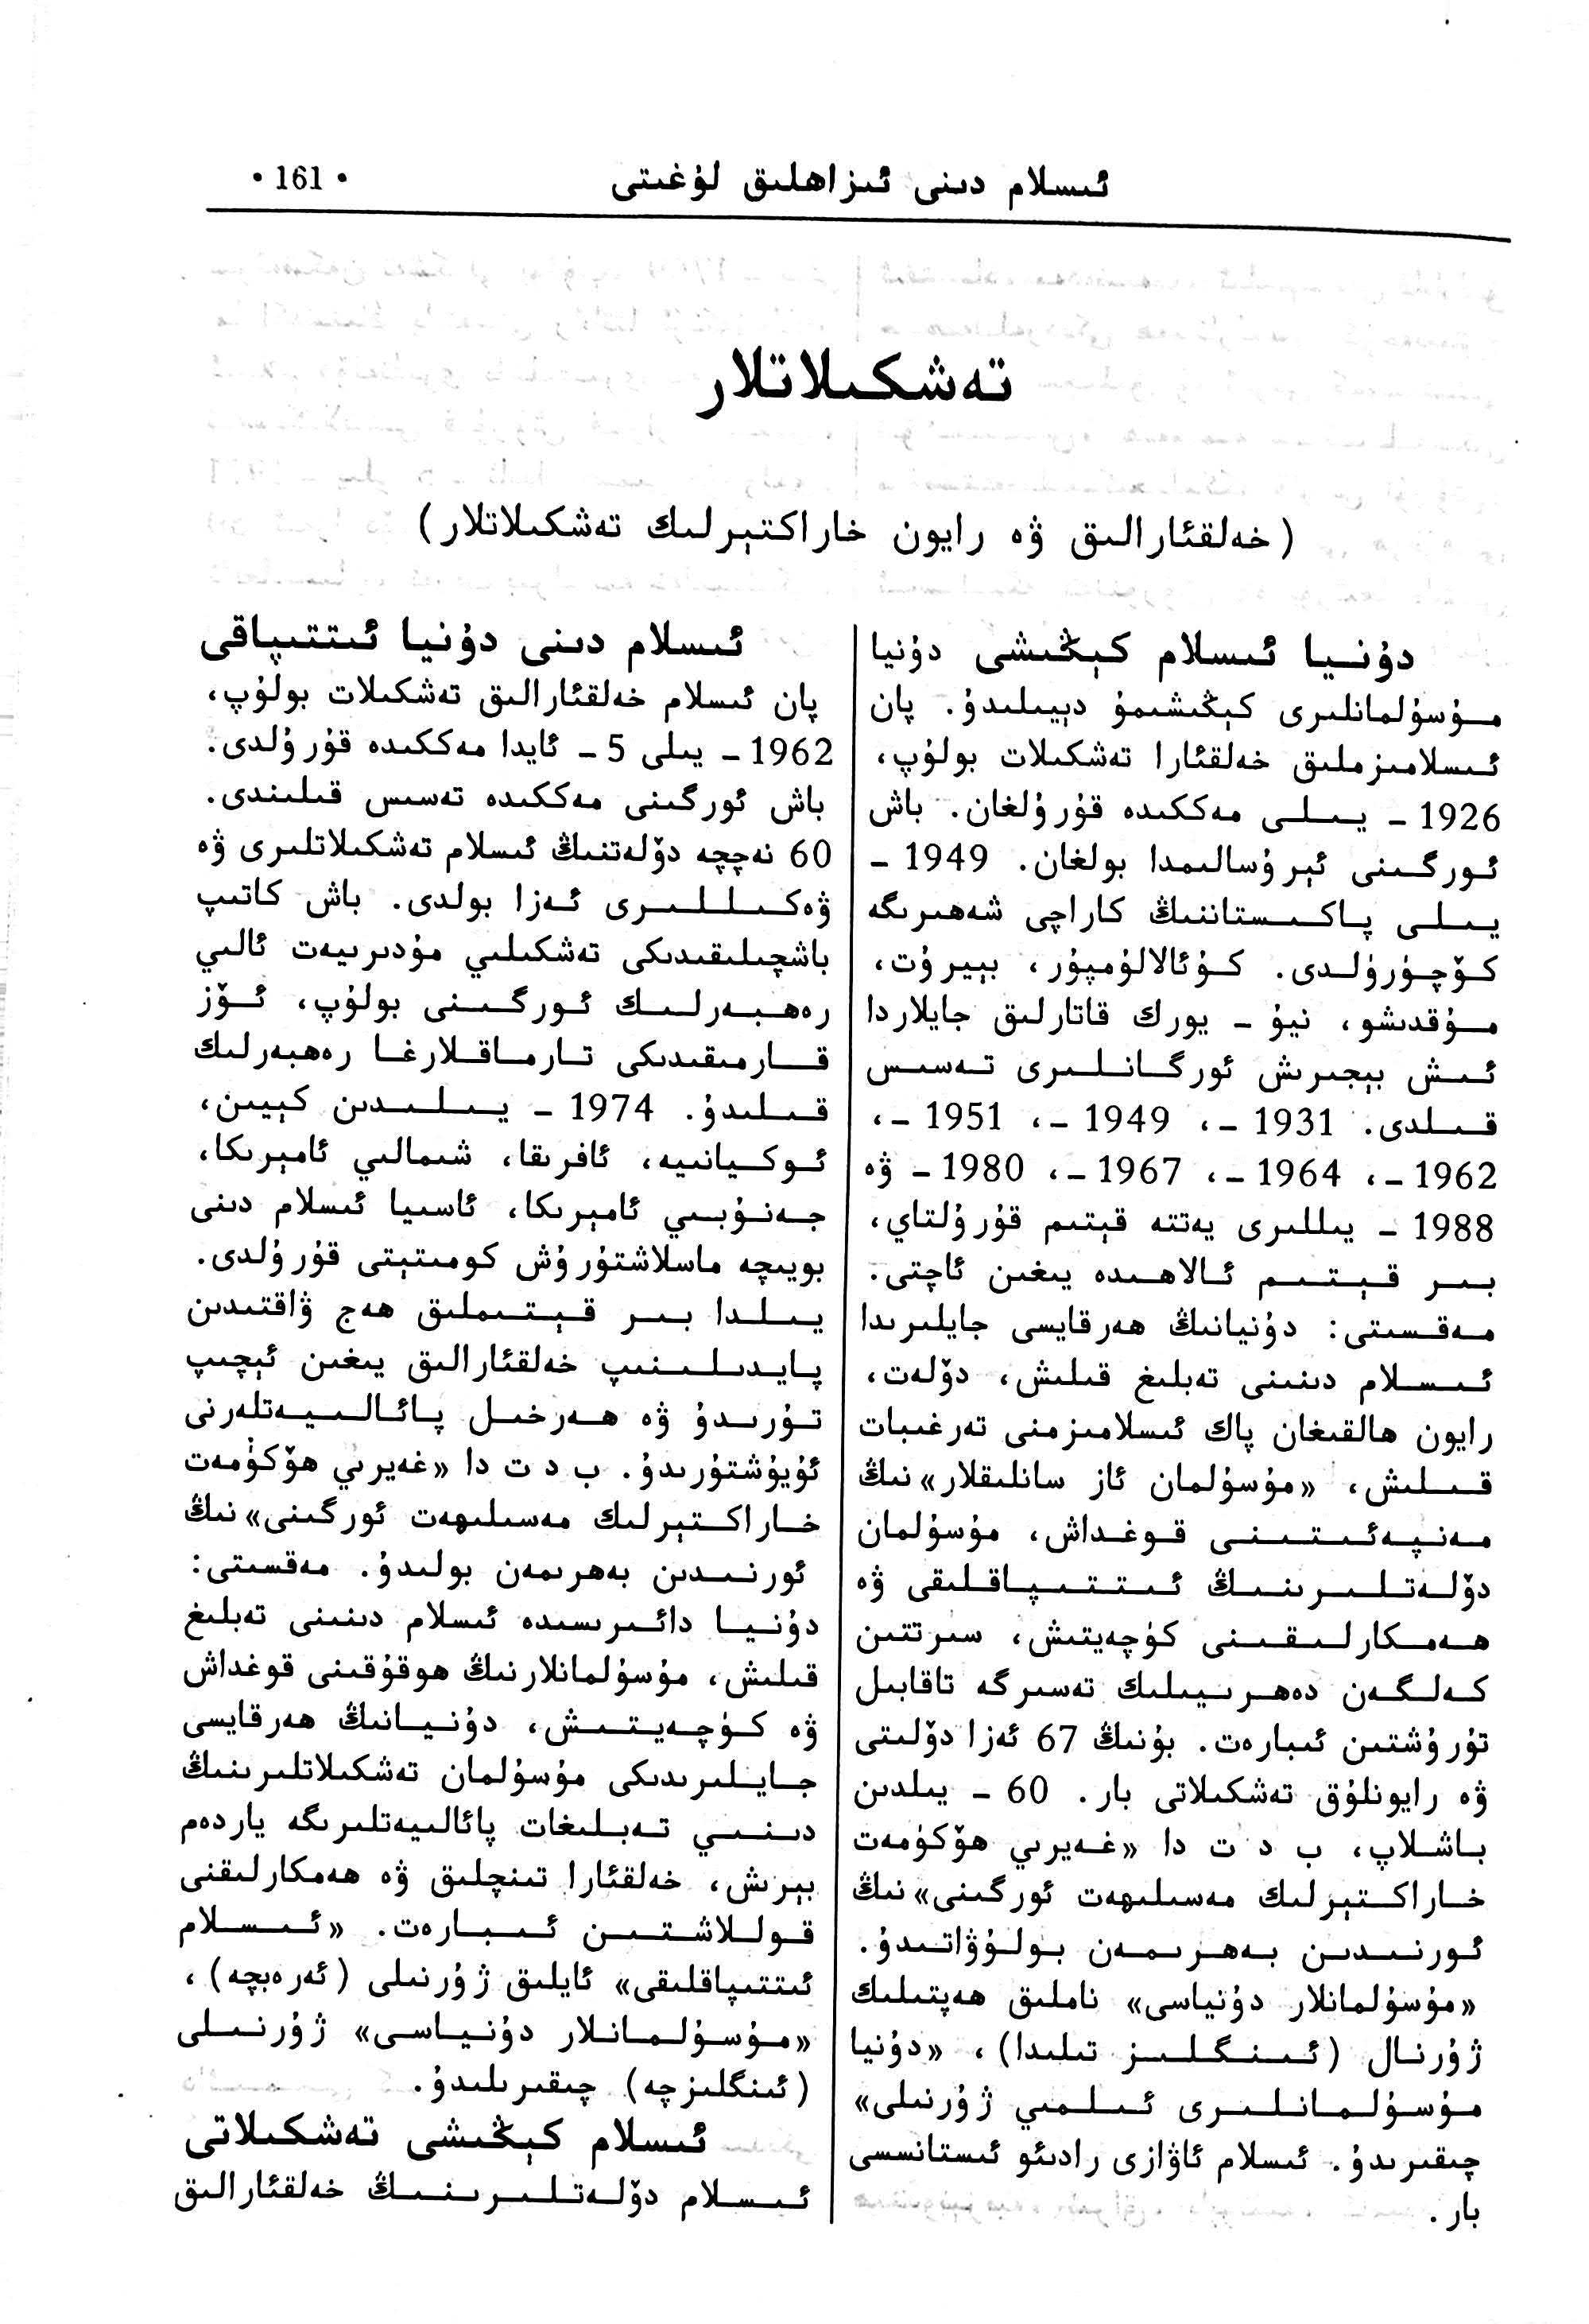 ئىسلام دىنى ئىزاھلىق لۇغىتى
• 161 •
تەشكىلاتلار
(خەلقئارالىق ۋە رايون خاراكتېرلىك تەشكىلاتلار)
دۇنىيا ئىسلام كېڭىشى دۇنيا
مۇسۇلمانلىرى كېڭىشىمۇ دېيىلىدۇ. پان
ئىسلامىزملىق خەلقئارا تەشكىلات بولۇپ،
1926 ـ يىلى مەككىدە قۇرۇلغان. باش
ئورگىنى ئېرۇسالىمدا بولغان. 1949 ـ
يىلى پاكىستاننىڭ كاراچى شەھىرىگە
كۆچۈرۈلدى. كۇئالالۇمپۇر، بېيرۇت،
مۇقدىشو، نيۇ ـ يورك قاتارلىق جايلاردا
ئىش بېجىرىش ئورگانلىرى تەسىس
قىلدى. 1931 ـ، 1949 ـ، 1951 ـ،
1962 ـ، 1964 ـ، 1967 ـ، 1980 ـ ۋە
1988 ـ يىللىرى يەتتە قېتىم قۇرۇلتاي،
بىر قېتىم ئالاھىدە يىغىن ئاچتى.
مەقسىتى: دۇنيانىڭ ھەرقايسى جايلىرىدا
ئىسلام دىنىنى تەبلىغ قىلىش، دۆلەت،
رايون ھالقىغان پاك ئىسلامىزمنى تەرغىبات
قىلىش، «مۇسۇلمان ئاز سانلىقلار»نىڭ
مەنپەئىتىنى قوغداش، مۇسۇلمان
دۆلەتلىرىنىڭ ئىتتىپاقلىقى ۋە
ھەمكارلىقىنى كۈچەيتىش، سىرتتىن
كەلگەن دەھرىيىلىك تەسىرگە تاقابىل
تۇرۇشتىن ئىبارەت. بۇنىڭ 67 ئەزا دۆلىتى
ۋە رايونلۇق تەشكىلاتى بار. 60 ـ يىلدىن
باشلاپ، ب د ت دا «غەيرىي ھۆكۈمەت
خاراكتېرلىك مەسىلىھەت ئورگىنى»نىڭ
ئورنىدىن بەھرىمەن بولۇۋاتىدۇ.
«مۇسۇلمانلار دۇنياسى» ناملىق ھەپتىلىك
ژۇرنال (ئىنگلىز تىلىدا)، «دۇنيا
مۇسۇلمانلىرى ئىلمىي ژۇرنىلى»
چىقىرىدۇ. ئىسلام ئاۋازى رادىئو ئىستانسىسى
بار.
ئىسلام دىنى دۇنيا ئىتتىپاقى
پان ئىسلام خەلقئارالىق تەشكىلات بولۇپ،
1962 ـ يىلى 5 ـ ئايدا مەككىدە قۇرۇلدى.
باش ئورگىنى مەككىدە تەسىس قىلىندى.
60 نەچچە دۆلەتنىڭ ئىسلام تەشكىلاتلىرى ۋە
ۋەكىللىرى ئەزا بولدى. باش كاتىپ
باشچىلىقىدىكى تەشكىلىي مۇدىرىيەت ئالىي
رەھبەرلىك ئورگىنى بولۇپ، ئۆز
قارمىقىدىكى تارماقلارغا رەھبەرلىك
قىلىدۇ. 1974 ـ يىلىدىن كېيىن،
ئوكيانىيە، ئافرىقا، شىمالىي ئامېرىكا،
جەنۇبىي ئامېرىكا، ئاسىيا ئىسلام دىنى
بويىچە ماسلاشتۇرۇش كومىتېتى قۇرۇلدى.
يىلدا بىر قېتىملىق ھەج ۋاقتىدىن
پايدىلىنىپ خەلقئارالىق يىغىن ئېچىپ
تۇرىدۇ ۋە ھەرخىل پائالىيەتلەرنى
ئۇيۇشتۇرىدۇ. ب د ت دا «غەيرىي ھۆكۈمەت
خاراكتېرلىك مەسىلىھەت ئورگىنى»نىڭ
ئورنىدىن بەھرىمەن بولىدۇ. مەقسىتى:
دۇنيا دائىرىسىدە ئىسلام دىنىنى تەبلىغ
قىلىش، مۇسۇلمانلارنىڭ ھوقۇقىنى قوغداش
ۋە كۈچەيتىش، دۇنيانىڭ ھەرقايسى
جايلىرىدىكى مۇسۇلمان تەشكىلاتلىرىنىڭ
دىنىي تەبلىغات پائالىيەتلىرىگە ياردەم
بېرىش، خەلقئارا تىنچلىق ۋە ھەمكارلىقنى
قوللاشتىن ئىبارەت. «ئىسلام
ئىتتىپاقلىقى» ئايلىق ژۇرنىلى (ئەرەبچە)،
«مۇسۇلمانلار دۇنياسى» ژۇرنىلى
(ئىنگلىزچە) چىقىرىلىدۇ.
ئىسلام كېڭىشى تەشكىلاتى
ئىسلام دۆلەتلىرىنىڭ خەلقئارالىق